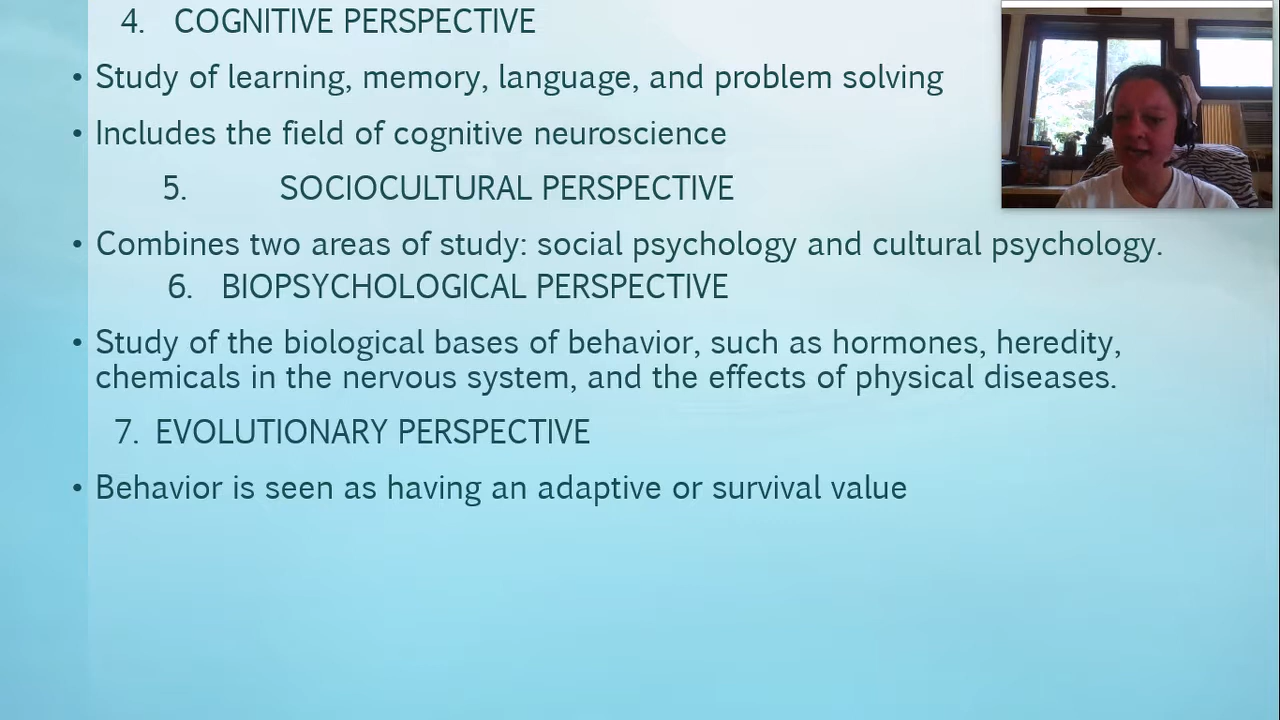 4. COGNITIVE PERSPECTIVE
• Study of learning, memory, language, and problem solving
• Includes the field of cognitive neuroscience
5. SOCIOCULTURAL PERSPECTIVE
• Combines two areas of study: social psychology and cultural psychology.
6. BIOPSYCHOLOGICAL PERSPECTIVE
• Study of the biological bases of behavior, such as hormones, heredity,
chemicals in the nervous system, and the effects of physical diseases.
7. EVOLUTIONARY PERSPECTIVE
• Behavior is seen as having an adaptive or survival value